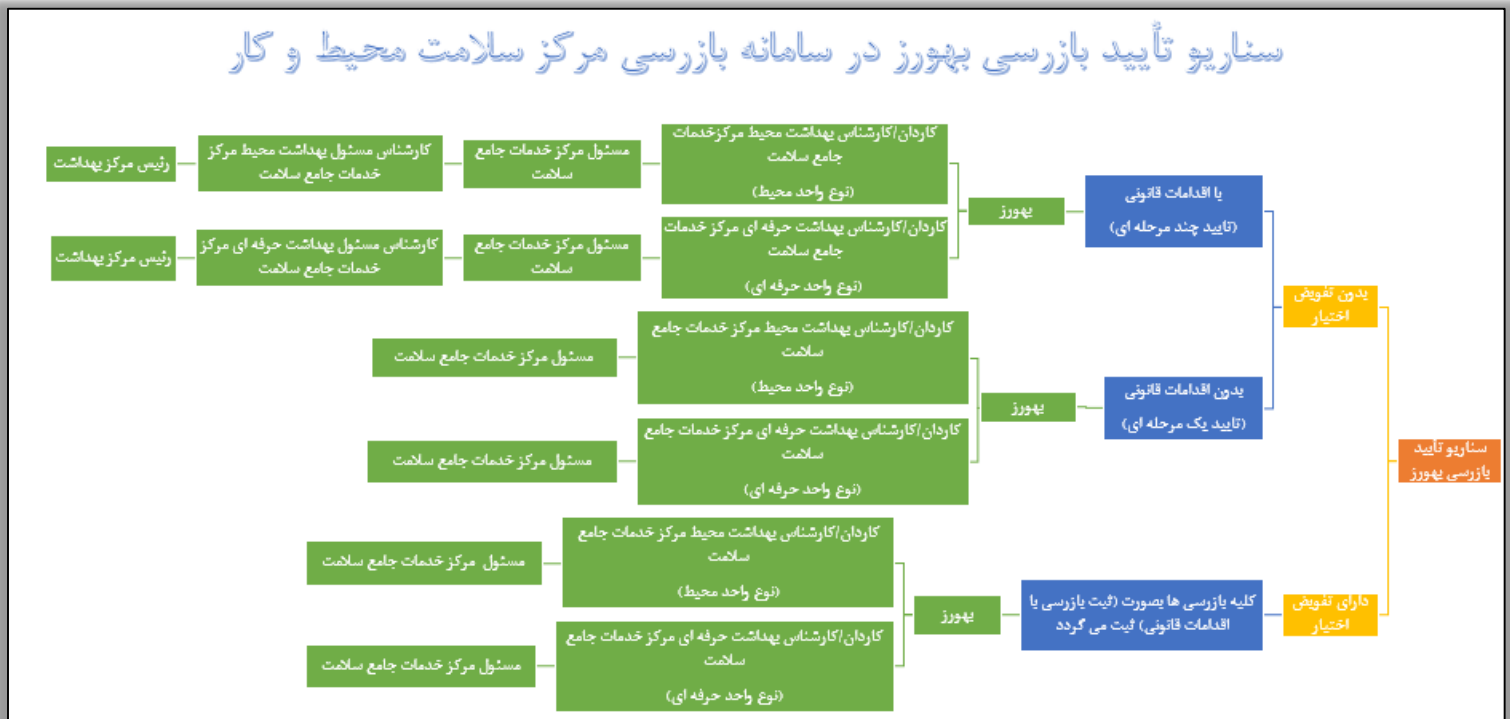 سناریو تأیید بازرسی بهورز در سامانه بازرسی مرکز سلامت محیط و کار
سناریو تأیید
بازرسی بهورز
بدون تفویض
اختیار
با اقدامات قانونی
(تایید چند مرحله ای)
بهورز
کاردان/کارشناس بهداشت محیط مرکزخدمات
جامع سلامت
(نوع واحد محیط)
مسئول مرکز خدمات جامع
سلامت
کارشناس مسئول بهداشت محیط مرکز
خدمات جامع سلامت
رئیس مرکز بهداشت
کاردان/کارشناس بهداشت حرفه ای مرکز خدمات
جامع سلامت
(نوع واحد حرفه ای)
مسئول مرکز خدمات جامع
سلامت
کارشناس مسئول بهداشت حرفه ای مرکز
خدمات جامع سلامت
رئیس مرکز بهداشت
بدون اقدامات قانونی
(تایید یک مرحله ای)
بهورز
کاردان/کارشناس بهداشت محیط مرکز خدمات جامع
سلامت
(نوع واحد محیط)
مسئول مرکز خدمات جامع سلامت
کاردان/کارشناس بهداشت حرفه ای مرکز خدمات جامع
سلامت
(نوع واحد حرفه ای)
مسئول مرکز خدمات جامع سلامت
دارای تفویض
اختیار
کلیه بازرسی ها بصورت (ثبت بازرسی با
اقدامات قانونی) ثبت می گردد
بهورز
کاردان/کارشناس بهداشت محیط مرکز خدمات جامع
سلامت
(نوع واحد محیط)
مسئول مرکز خدمات جامع سلامت
کاردان/کارشناس بهداشت حرفه ای مرکز خدمات جامع
سلامت
(نوع واحد حرفه ای)
مسئول مرکز خدمات جامع سلامت